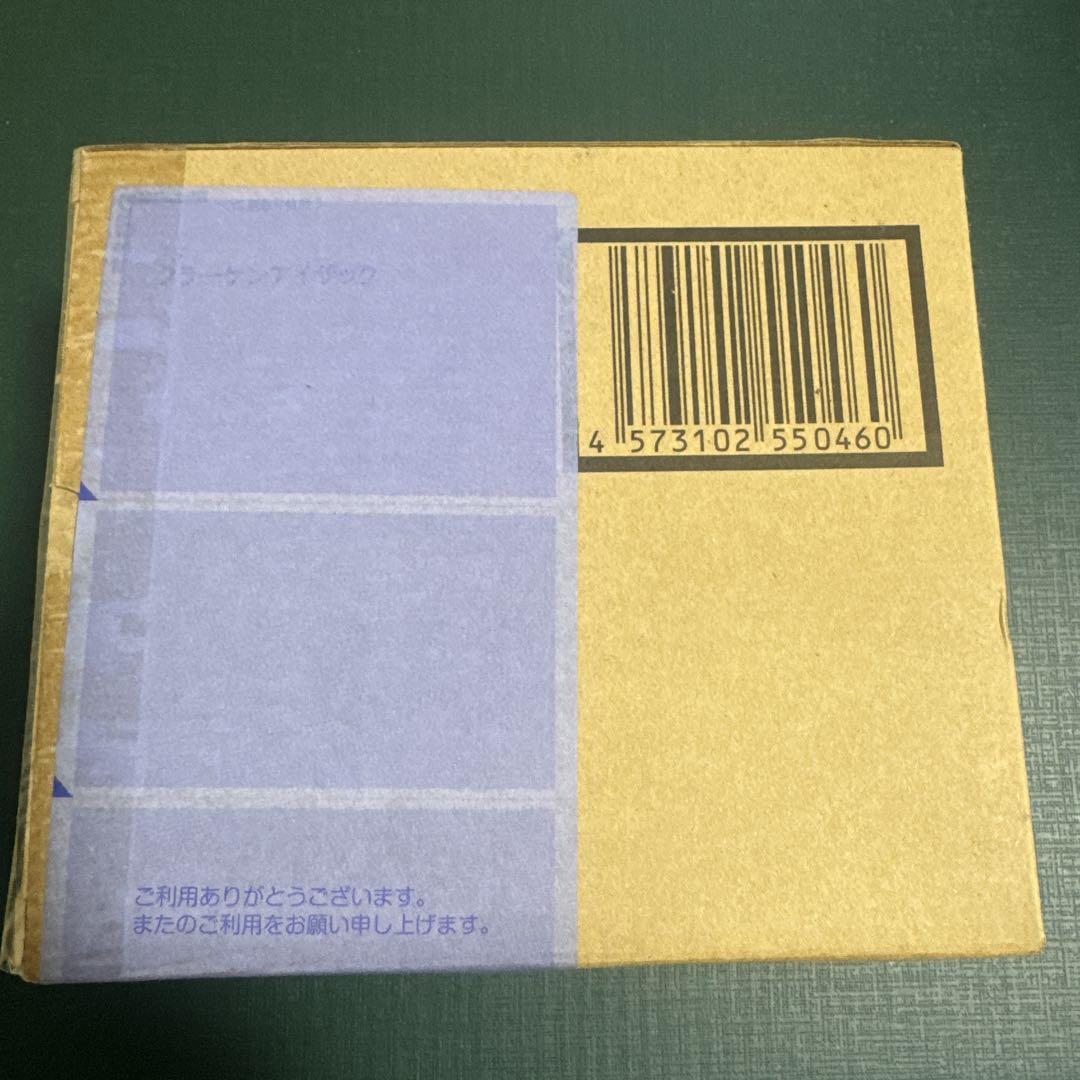 4 573102 550460
ご利用ありがとうございます。
またのご利用をお願い申し上げます。